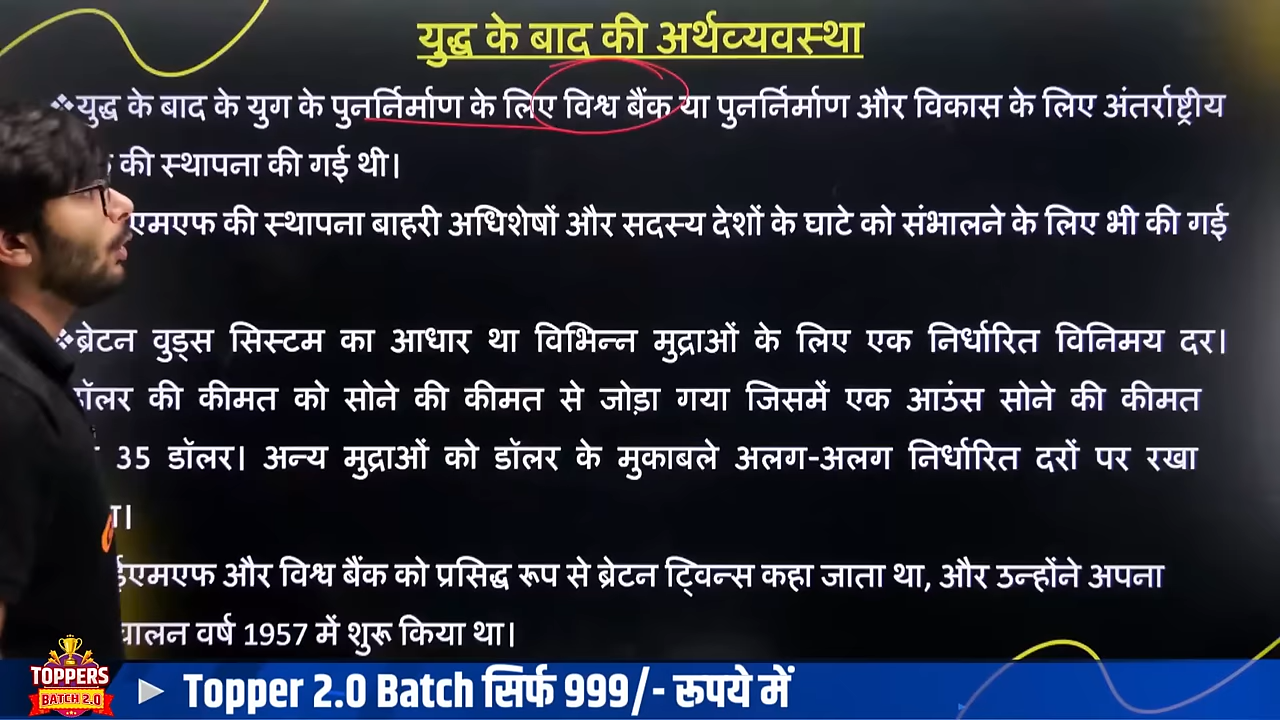 युद्ध के बाद की अर्थव्यवस्था
❖युद्ध के बाद के युग के पुनर्निर्माण के लिए विश्व बैंक या पुनर्निर्माण और विकास के लिए अंतर्राष्ट्रीय
की स्थापना की गई थी।
एमएफ की स्थापना बाहरी अधिशेषों और सदस्य देशों के घाटे को संभालने के लिए भी की गई
❖ब्रेटन वुड्स सिस्टम का आधार था विभिन्न मुद्राओं के लिए एक निर्धारित विनिमय दर।
डॉलर की कीमत को सोने की कीमत से जोड़ा गया जिसमें एक आउंस सोने की कीमत
35 डॉलर। अन्य मुद्राओं को डॉलर के मुकाबले अलग-अलग निर्धारित दरों पर रखा
ईएमएफ और विश्व बैंक को प्रसिद्ध रूप से ब्रेटन ट्विन्स कहा जाता था, और उन्होंने अपना
चालन वर्ष 1957 में शुरू किया था।
TOPPERS
BATCH 2.0
Topper 2.0 Batch सिर्फ 999/- रूपये में